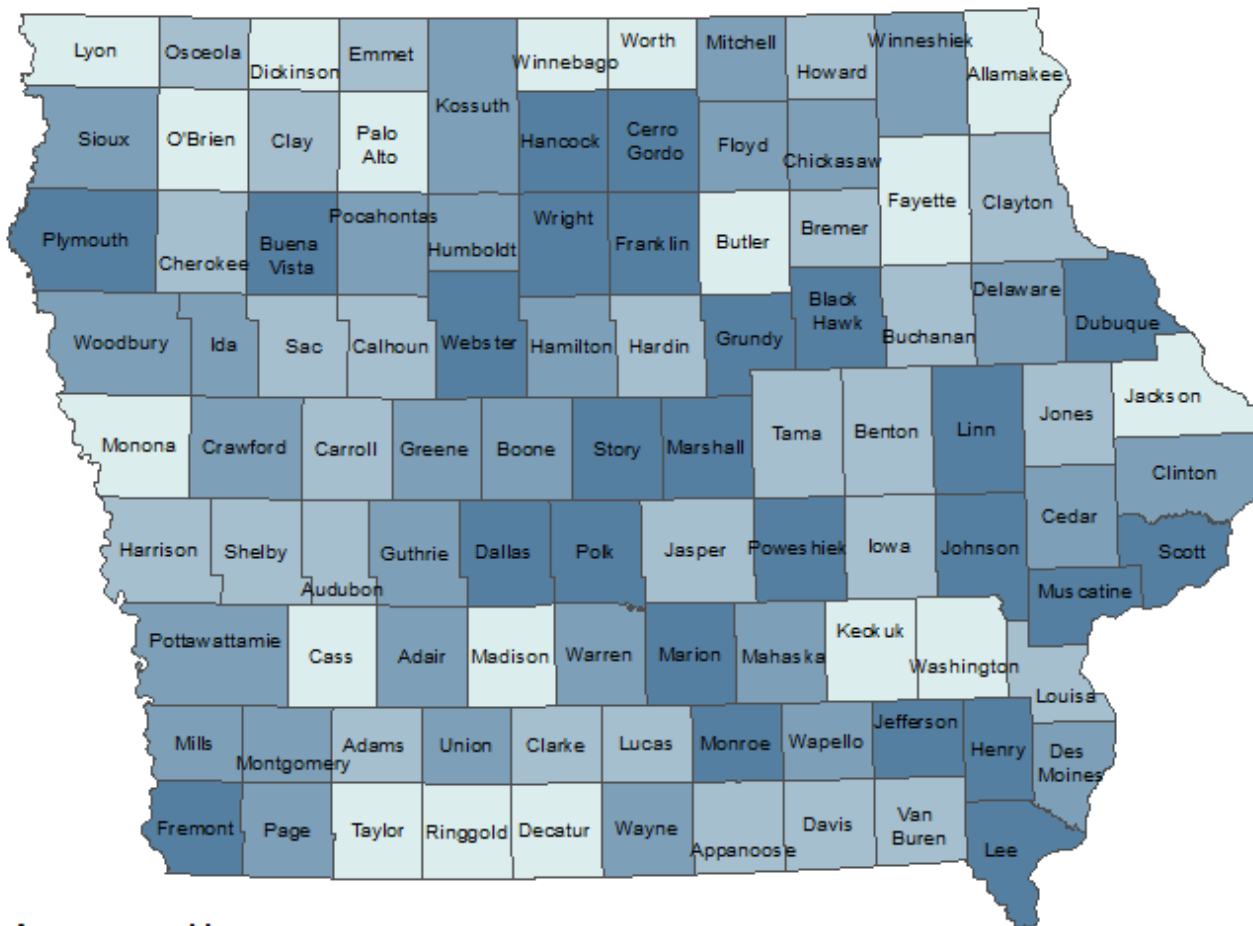 Lyon
Osceola
Dickinson
Emmet
Kossuth
Winnebago
Worth
Mitchell
Howard
Winneshiek
Allamakee
Sioux
O'Brien
Clay
Palo
Alto
Hancock
Cerro
Gordo
Floyd
Chickasaw
Fayette
Clayton
Plymouth
Cherokee
Buena
Vista
Pocahontas
Humboldt
Wright
Franklin
Butler
Bremer
Woodbury
Ida
Sac
Calhoun
Webster
Hamilton
Hardin
Grundy
Black
Hawk
Buchanan
Delaware
Dubuque
Monona
Crawford
Carroll
Greene
Boone
Story
Marshall
Tama
Benton
Linn
Jones
Jackson
Clinton
Harrison
Shelby
Audubon
Guthrie
Dallas
Polk
Jasper
Poweshiek
Iowa
Johnson
Cedar
Scott
Muscatine
Pottawattamie
Cass
Adair
Madison
Warren
Marion
Mahaska
Keokuk
Washington
Louisa
Mills
Montgomery
Adams
Union
Clarke
Lucas
Monroe
Wapello
Jefferson
Henry
Des
Moines
Fremont
Page
Taylor
Ringgold
Decatur
Wayne
Appanoose
Davis
Van
Buren
Lee